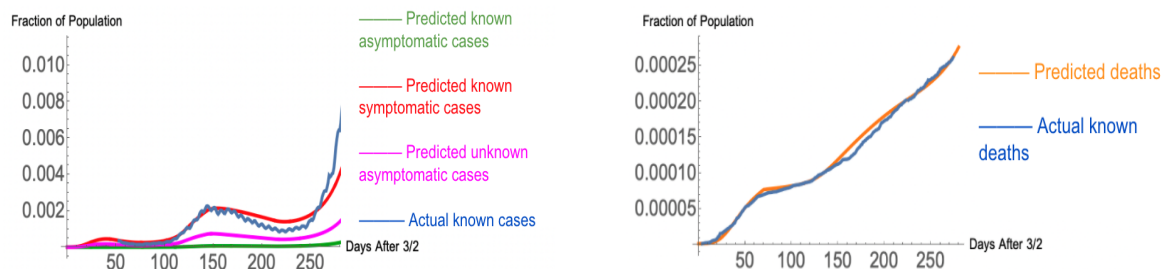 Fraction of Population
0.010
0.008
0.006
0.004
0.002
50 100 150 200 250
Days After 3/2
Predicted known
asymptomatic cases
Predicted known
symptomatic cases
Predicted unknown
asymptomatic cases
Actual known cases
Fraction of Population
0.00025
0.00020
0.00015
0.00010
0.00005
50 100 150 200 250
Days After 3/2
Predicted deaths
Actual known
deaths